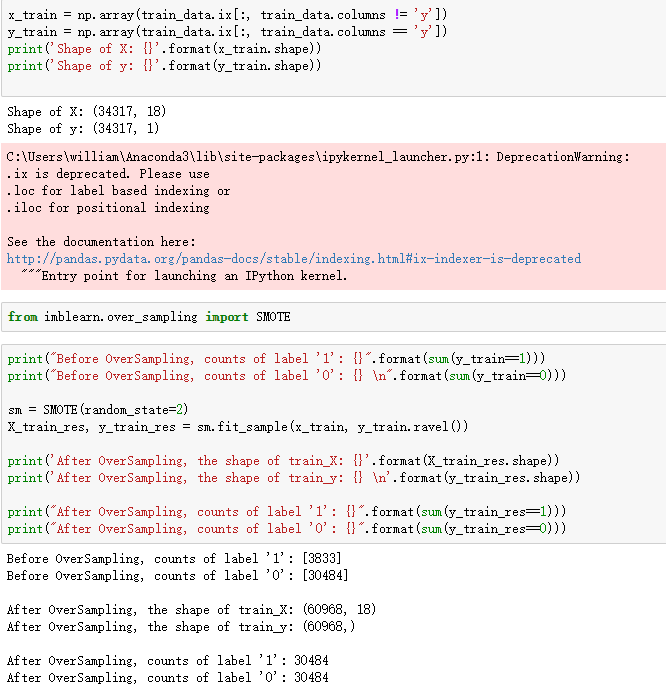 x_train = np.array(train_data.ix[:, train_data.columns != 'y'])
y_train = np.array(train_data.ix[:, train_data.columns == 'y'])
print('Shape of X: {}'.format(x_train.shape))
print('Shape of y: {}'.format(y_train.shape))
Shape of X: (34317, 18)
Shape of y: (34317, 1)
C:\Users\william\Anaconda3\lib\site-packages\ipykernel_launcher.py:1: DeprecationWarning:
.ix is deprecated. Please use
.loc for label based indexing or
.iloc for positional indexing
See the documentation here:
http://pandas.pydata.org/pandas-docs/stable/indexing.html#ix-indexer-is-deprecated
"""Entry point for launching an IPython kernel.
from imblearn.over_sampling import SMOTE
print("Before OverSampling, counts of label '1': {}".format(sum(y_train==1)))
print("Before OverSampling, counts of label '0': {} \n".format(sum(y_train==0)))
sm = SMOTE(random_state=2)
X_train_res, y_train_res = sm.fit_sample(x_train, y_train.ravel())
print('After OverSampling, the shape of train_X: {}'.format(X_train_res.shape))
print('After OverSampling, the shape of train_y: {} \n'.format(y_train_res.shape))
print("After OverSampling, counts of label '1': {}".format(sum(y_train_res==1)))
print("After OverSampling, counts of label '0': {}".format(sum(y_train_res==0)))
Before OverSampling, counts of label '1': [3833]
Before OverSampling, counts of label '0': [30484]
After OverSampling, the shape of train_X: (60968, 18)
After OverSampling, the shape of train_y: (60968,)
After OverSampling, counts of label '1': 30484
After OverSampling, counts of label '0': 30484